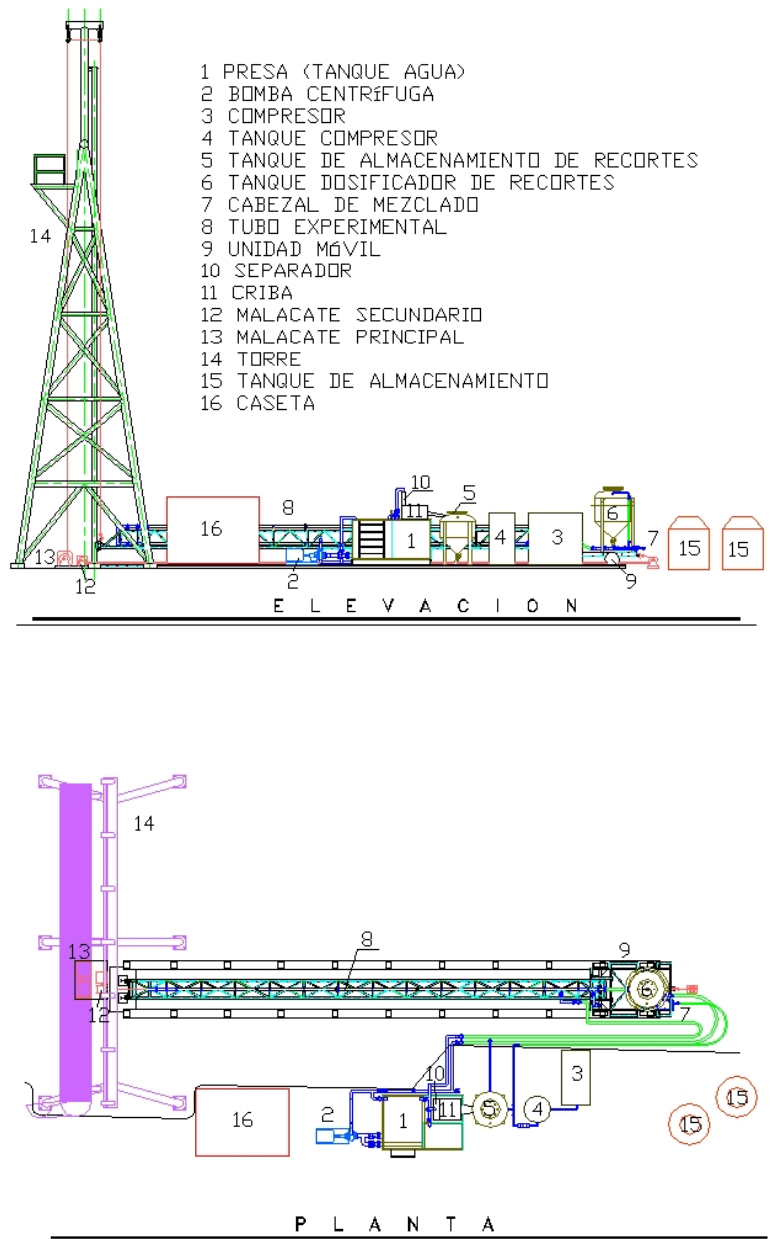 1 PRESA (TANQUE AGUA)
2 BOMBA CENTRíFUGA
3 COMPRESOR
4 TANQUE COMPRESOR
5 TANQUE DE ALMACENAMIENTO DE RECORTES
6 TANQUE DOSIFICADOR DE RECORTES
7 CABEZAL DE MEZCLADO
8 TUBO EXPERIMENTAL
9 UNIDAD MóVIL
10 SEPARADOR
11 CRIBA
12 MALACATE SECUNDARIO
13 MALACATE PRINCIPAL
14 TORRE
15 TANQUE DE ALMACENAMIENTO
16 CASETA
14
10
5
8
11
6
16
1
4
3
7
15
15
13
12
2
9
E L E V A C I O N
14
8
9
13
6
12
7
10
3
16
2
1
11
5
4
15
15
P L A N T A